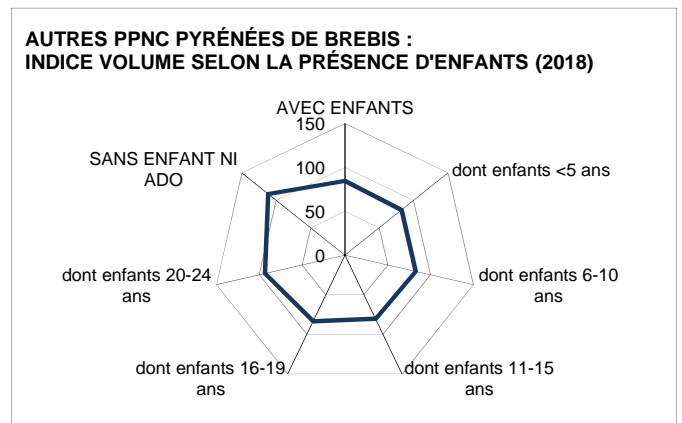 AUTRES PPNC PYRÉNÉES DE BREBIS :
INDICE VOLUME SELON LA PRÉSENCE D'ENFANTS (2018)
AVEC ENFANTS
150
100
50
0
dont enfants <5 ans
dont enfants 6-10
ans
dont enfants 11-15
ans
dont enfants 16-19
ans
dont enfants 20-24
ans
SANS ENFANT NI
ADO